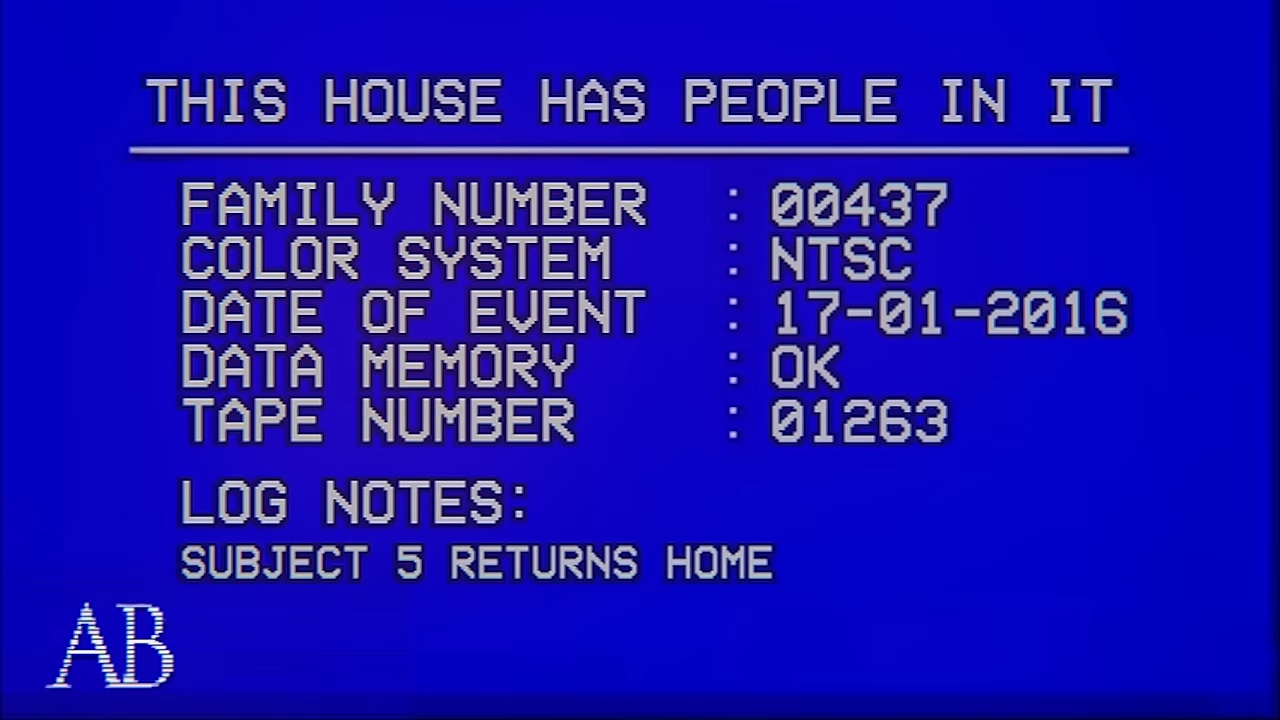 THIS HOUSE HAS PEOPLE IN IT
FAMILY NUMBER : 00437
COLOR SYSTEM : NTSC
DATE OF EVENT : 17-01-2016
DATA MEMORY : OK
TAPE NUMBER : 01263
LOG NOTES:
SUBJECT 5 RETURNS HOME
AB